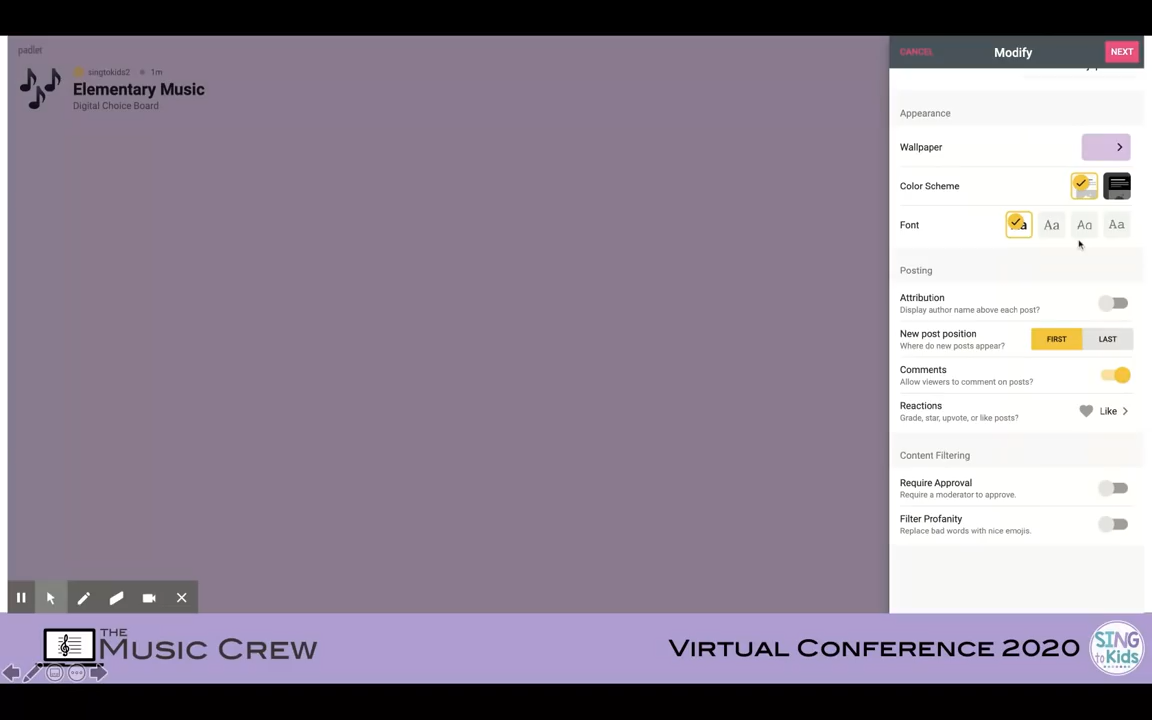 padlet
singtokids2 1m
Elementary Music
Digital Choice Board
CANCEL
Modify
NEXT
Appearance
Wallpaper
Color Scheme
Font
Aa Aa Aa
Posting
Attribution
Display author name above each post?
New post position
Where do new posts appear?
FIRST LAST
Comments
Allow viewers to comment on posts?
Reactions
Grade, star, upvote, or like posts?
Like
Content Filtering
Require Approval
Require a moderator to approve.
Filter Profanity
Replace bad words with nice emojis.
THE
MUSIC CREW
VIRTUAL CONFERENCE 2020
SING
to Kids